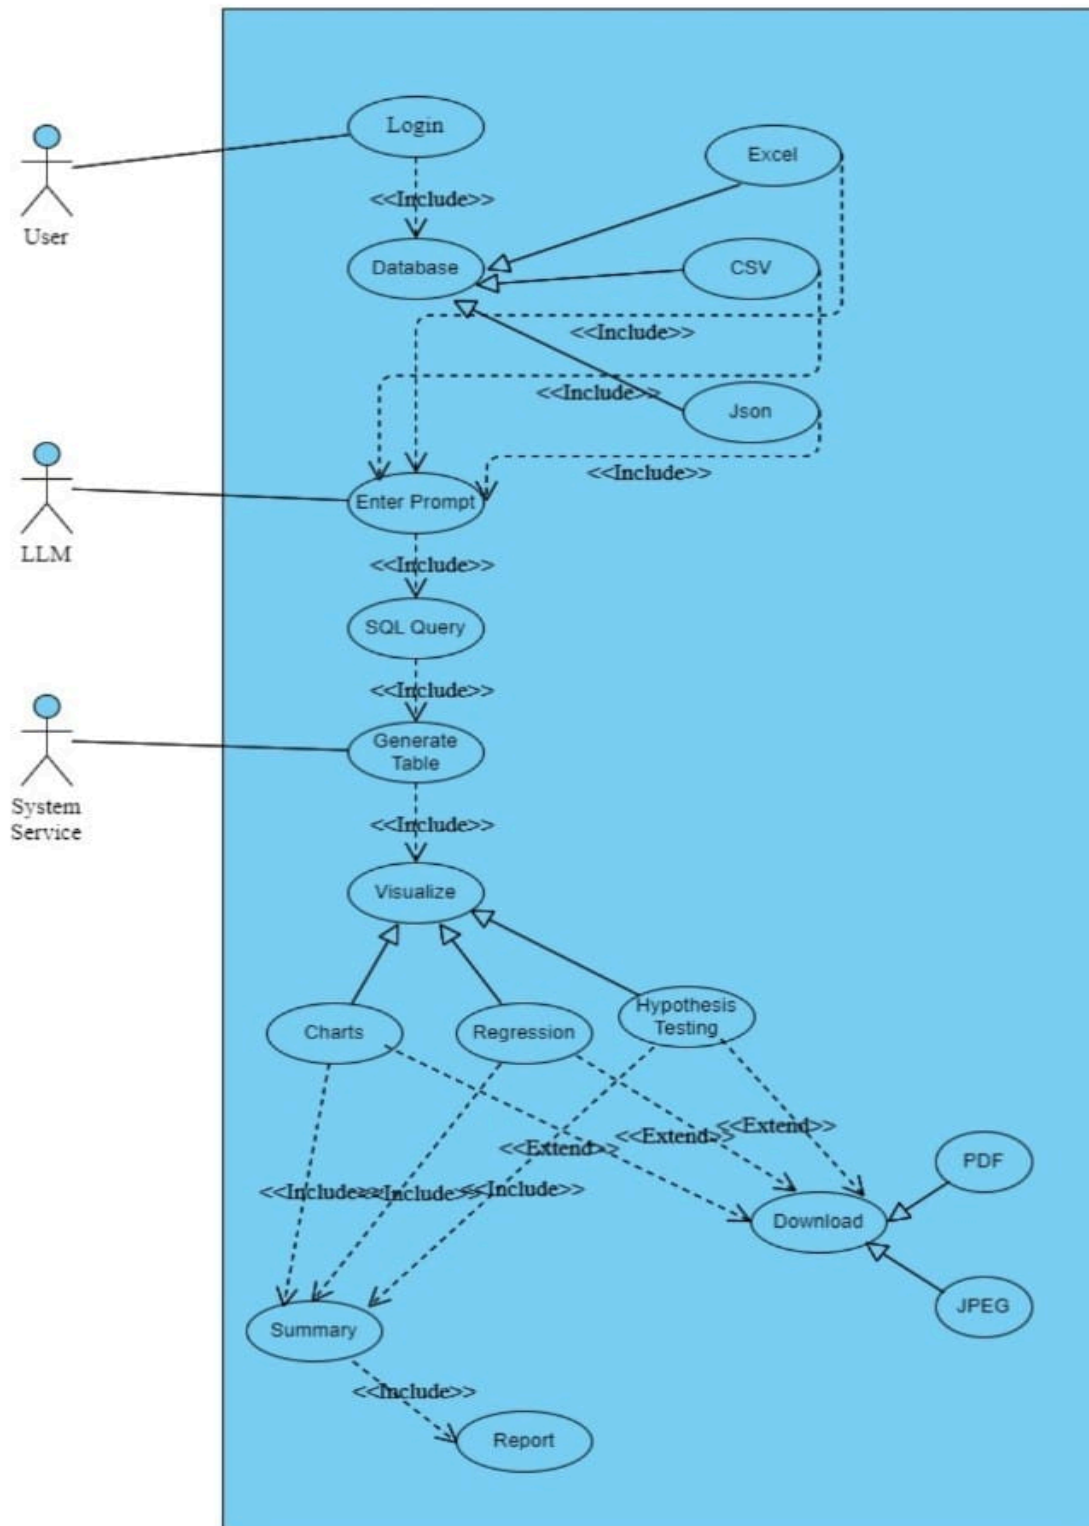 Login
Excel
User
<<Include>>
Database
CSV
<<Include>>
<<Include>>
Json
<<Include>>
Enter Prompt
LLM
<<Include>>
SQL Query
<<Include>>
Generate
Table
System
Service
<<Include>>
Visualize
Hypothesis
Testing
Charts
Regression
<<Extend>>
<<Extend>>
<<Extend>>
PDF
<<Include>>
<<Include>>
<<Include>>
Download
JPEG
Summary
<<Include>>
Report